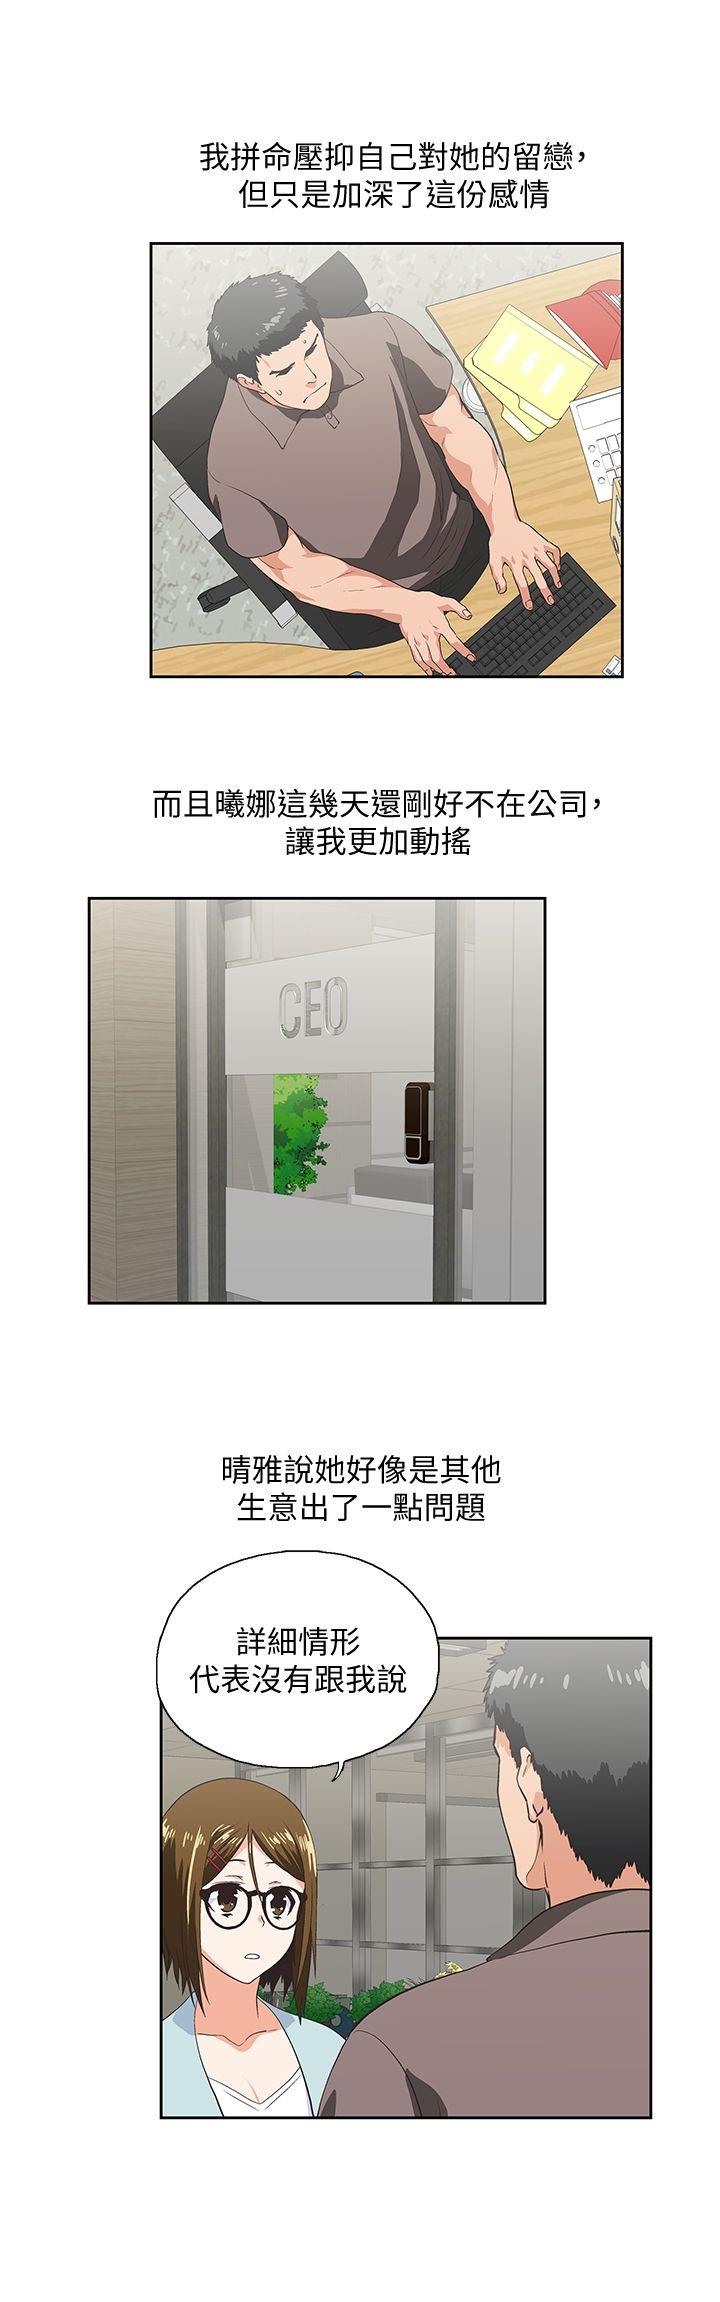 我拼命壓抑自己對她的留戀，
但只是加深了這份感情
而且曦娜這幾天還剛好不在公司，
讓我更加動搖
CEO
晴雅說她好像是其他
生意出了一點問題
詳細情形
代表沒有跟我說